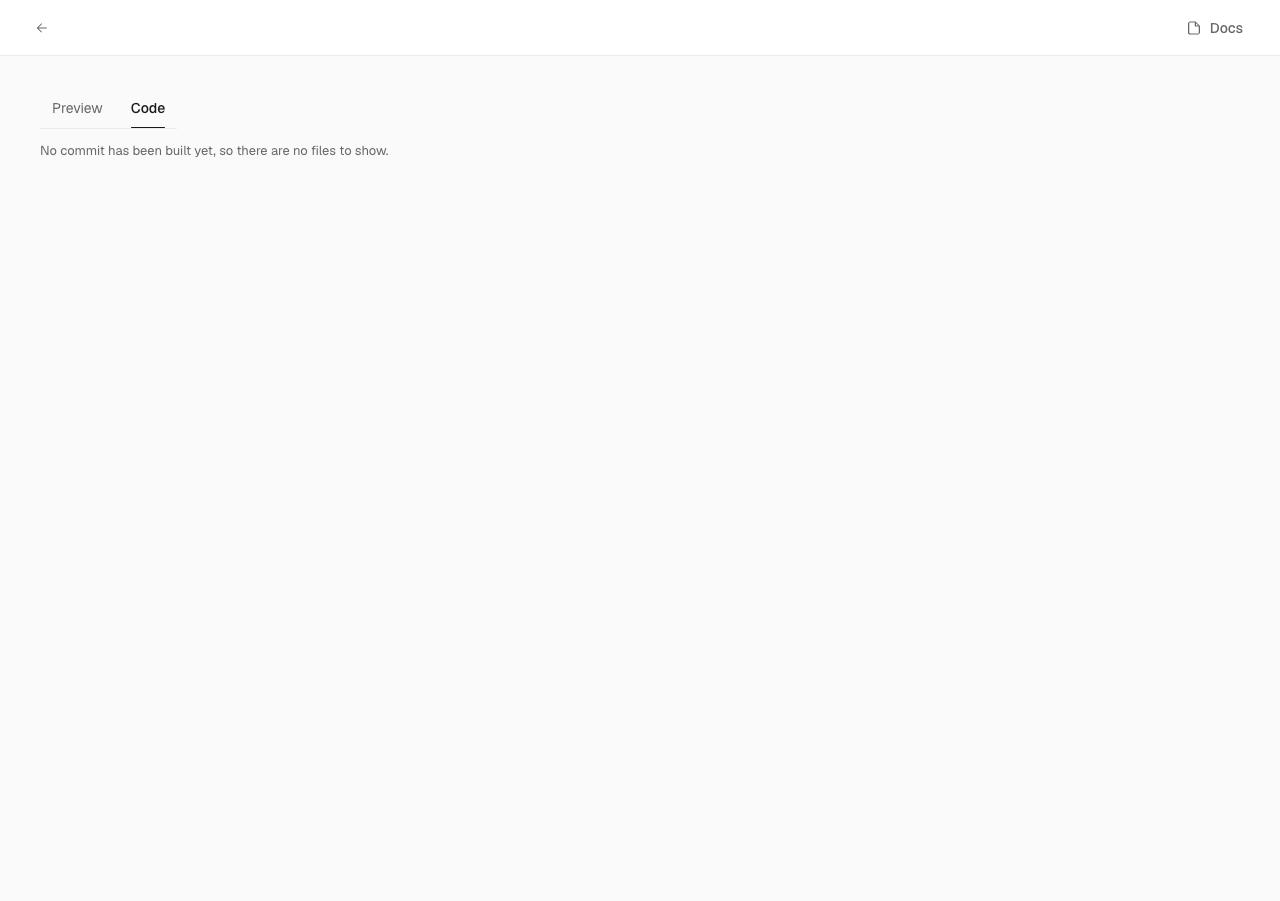 Docs
Preview
Code
No commit has been built yet, so there are no files to show.